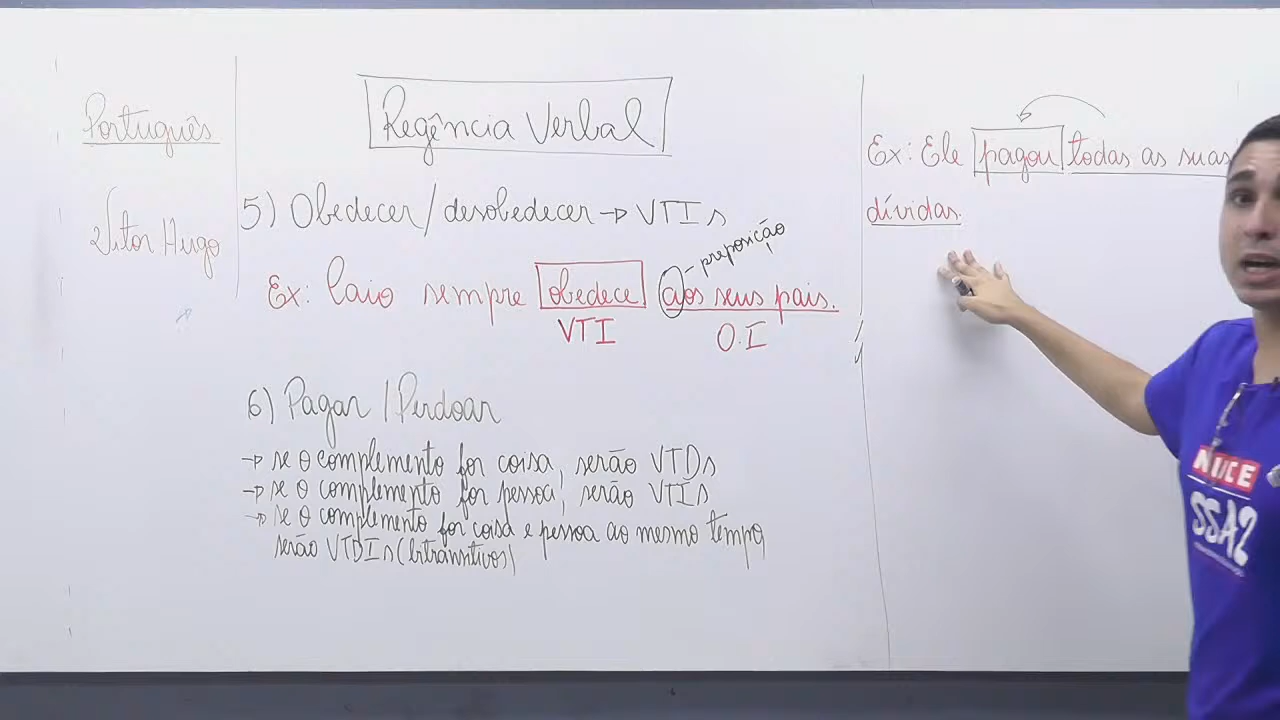 Português
Vitor Hugo
Regência Verbal
5) Obedecer/desobedecer → VTIs
preposição
Ex: Caio sempre obedece aos seus pais.
VTI O.I
6) Pagar / Perdoar
→ se o complemento for coisa, serão VTDs
→ se o complemento for pessoa, serão VTIs
→ se o complemento for coisa e pessoa ao mesmo tempo,
serão VTDIs (bitransitivos)
Ex: Ele pagou todas as suas
dívidas.
SSA2